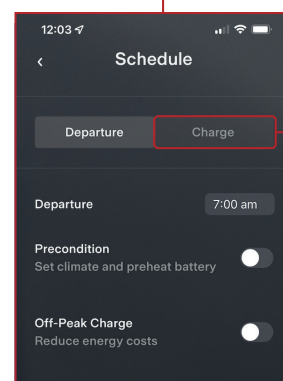 12:03
Schedule
Departure Charge
Departure 7:00 am
Precondition
Set climate and preheat battery
Off-Peak Charge
Reduce energy costs